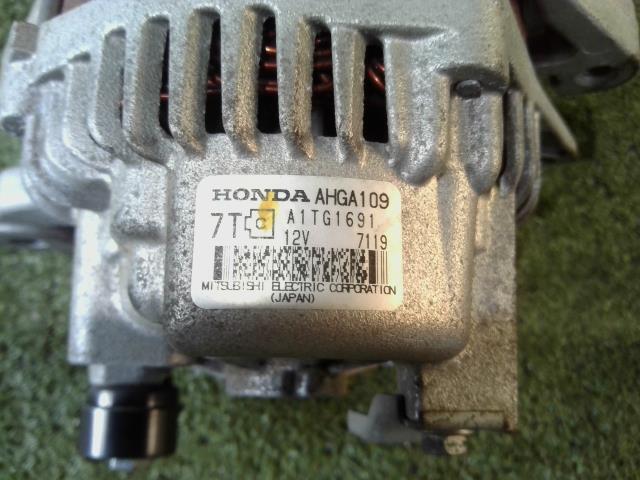 HONDA AHGA109
7T C A1TG1691
12V 7119
MITSUBISHI ELECTRIC CORPORATION
(JAPAN)